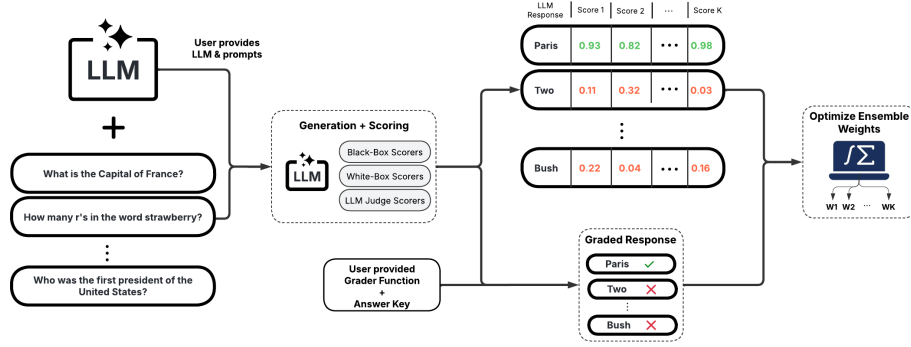 LLM
User provides
LLM & prompts
What is the Capital of France?
How many r's in the word strawberry?
Who was the first president of the
United States?
Generation + Scoring
LLM
Black-Box Scorers
White-Box Scorers
LLM Judge Scorers
User provided
Grader Function
+
Answer Key
LLM
Response
Score 1
Score 2
...
Score K
Paris 0.93 0.82 ... 0.98
Two 0.11 0.32 ... 0.03
Bush 0.22 0.04 ... 0.16
Graded Response
Paris ✓
Two ✕
Bush ✕
Optimize Ensemble
Weights
∫Σ
W1 W2 ... WK